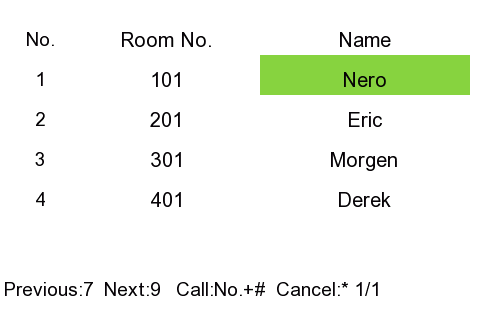 No. Room No. Name
1 101 Nero
2 201 Eric
3 301 Morgen
4 401 Derek
Previous:7 Next:9 Call:No.+# Cancel:* 1/1